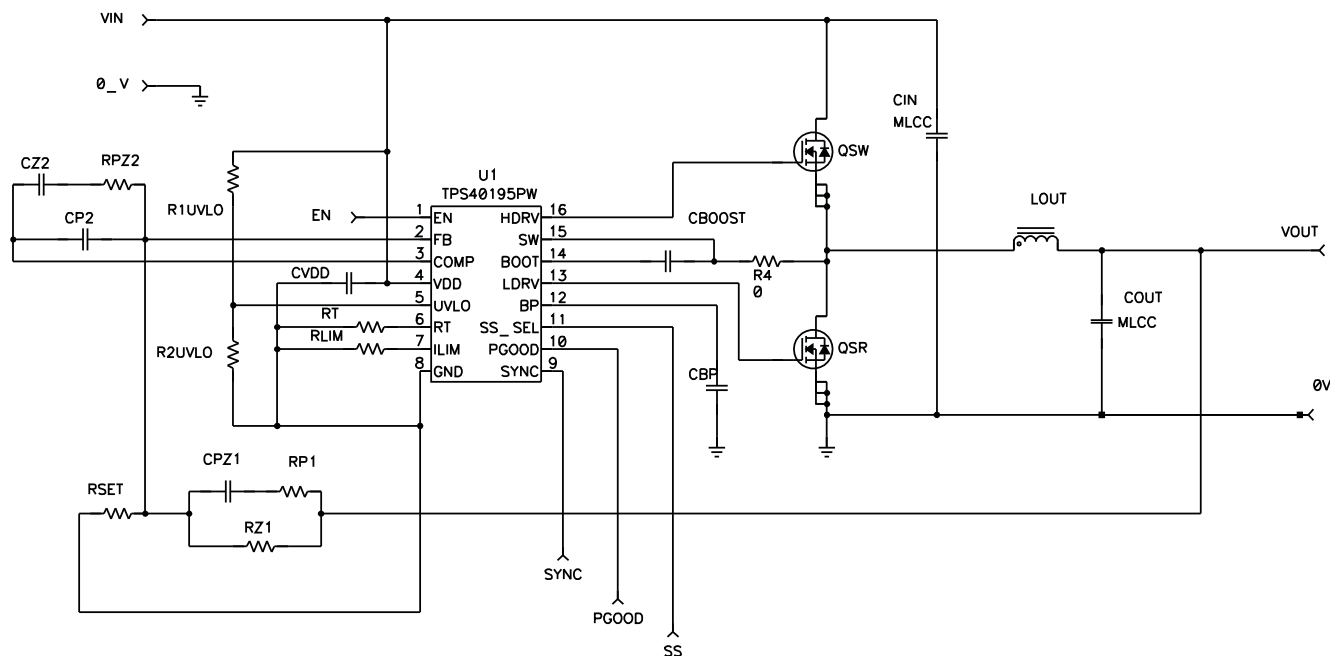 VIN
0_V
CIN
MLCC
QSW
CZ2
RPZ2
U1
TPS40195PW
R1UVLO
EN
1 EN HDRV 16
CBOOST
LOUT
VOUT
CP2
2 FB SW 15
3 COMP BOOT 14
R4
0
CVDD
4 VDD LDRV 13
5 UVLO BP 12
COUT
MLCC
RT
6 RT SS_SEL 11
RLIM
7 ILIM PGOOD 10
QSR
R2UVLO
8 GND SYNC 9
CBP
0V
CPZ1
RP1
RSET
RZ1
SYNC
PGOOD
SS